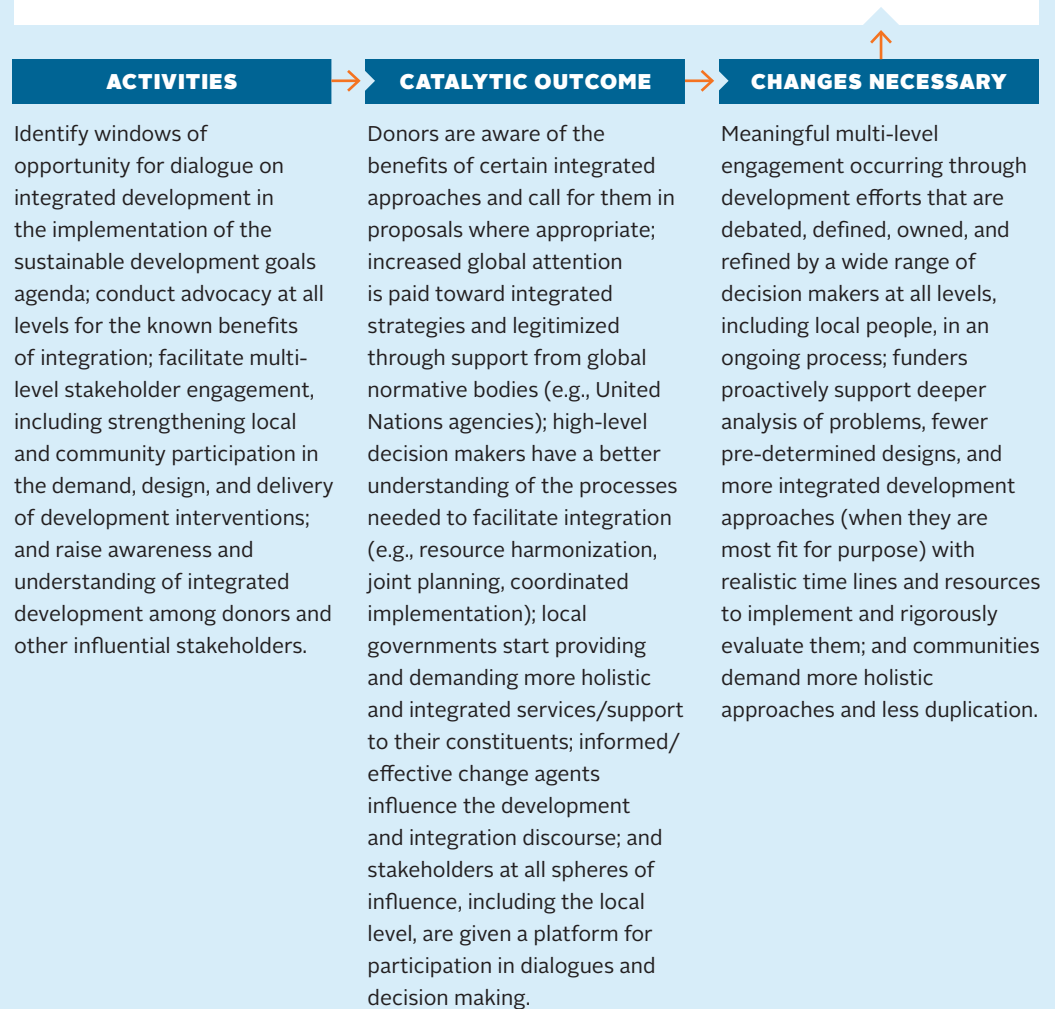 ACTIVITIES
Identify windows of
opportunity for dialogue on
integrated development in
the implementation of the
sustainable development goals
agenda; conduct advocacy at all
levels for the known benefits
of integration; facilitate multi-
level stakeholder engagement,
including strengthening local
and community participation in
the demand, design, and delivery
of development interventions;
and raise awareness and
understanding of integrated
development among donors and
other influential stakeholders.
CATALYTIC OUTCOME
Donors are aware of the
benefits of certain integrated
approaches and call for them in
proposals where appropriate;
increased global attention
is paid toward integrated
strategies and legitimized
through support from global
normative bodies (e.g., United
Nations agencies); high-level
decision makers have a better
understanding of the processes
needed to facilitate integration
(e.g., resource harmonization,
joint planning, coordinated
implementation); local
governments start providing
and demanding more holistic
and integrated services/support
to their constituents; informed/
effective change agents
influence the development
and integration discourse; and
stakeholders at all spheres of
influence, including the local
level, are given a platform for
participation in dialogues and
decision making.
CHANGES NECESSARY
Meaningful multi-level
engagement occurring through
development efforts that are
debated, defined, owned, and
refined by a wide range of
decision makers at all levels,
including local people, in an
ongoing process; funders
proactively support deeper
analysis of problems, fewer
pre-determined designs, and
more integrated development
approaches (when they are
most fit for purpose) with
realistic time lines and resources
to implement and rigorously
evaluate them; and communities
demand more holistic
approaches and less duplication.